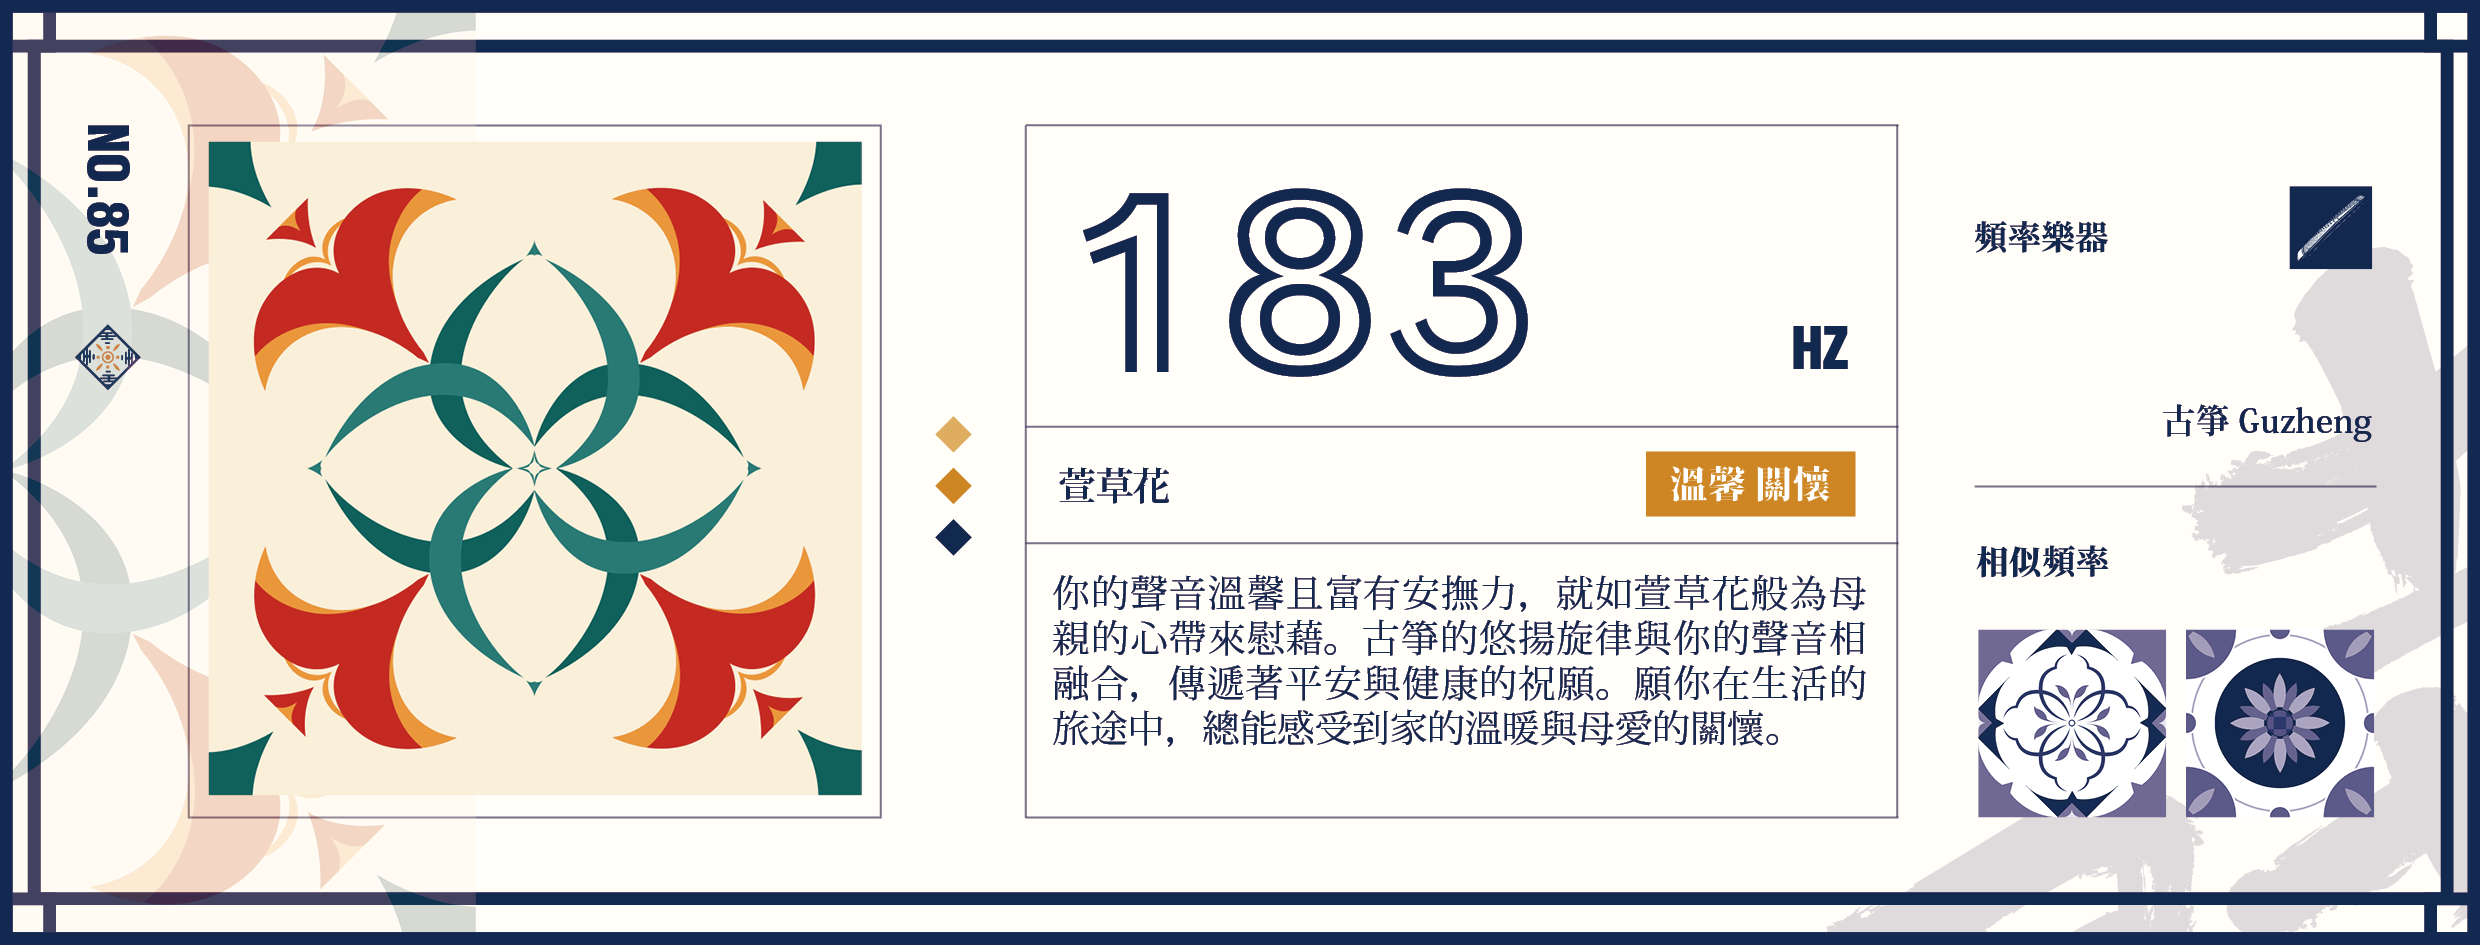 NO.85
183
HZ
萱草花
溫馨 關懷
你的聲音溫馨且富有安撫力，就如萱草花般為母
親的心帶來慰藉。古箏的悠揚旋律與你的聲音相
融合，傳遞著平安與健康的祝願。願你在生活的
旅途中，總能感受到家的溫暖與母愛的關懷。
頻率樂器
古箏 Guzheng
相似頻率